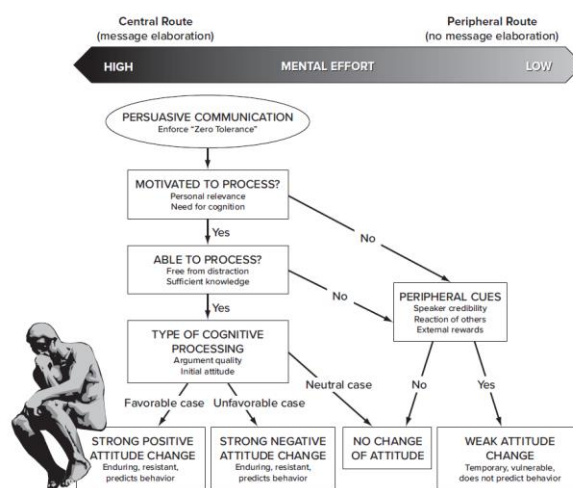 Central Route
(message elaboration)
Peripheral Route
(no message elaboration)
HIGH
MENTAL EFFORT
LOW
PERSUASIVE COMMUNICATION
Enforce “Zero Tolerance”
MOTIVATED TO PROCESS?
Personal relevance
Need for cognition
Yes
No
ABLE TO PROCESS?
Free from distraction
Sufficient knowledge
No
Yes
PERIPHERAL CUES
Speaker credibility
Reaction of others
External rewards
TYPE OF COGNITIVE
PROCESSING
Argument quality
Initial attitude
Favorable case
Unfavorable case
Neutral case
No
Yes
STRONG POSITIVE
ATTITUDE CHANGE
Enduring, resistant,
predicts behavior
STRONG NEGATIVE
ATTITUDE CHANGE
Enduring, resistant,
predicts behavior
NO CHANGE
OF ATTITUDE
WEAK ATTITUDE
CHANGE
Temporary, vulnerable,
does not predict behavior